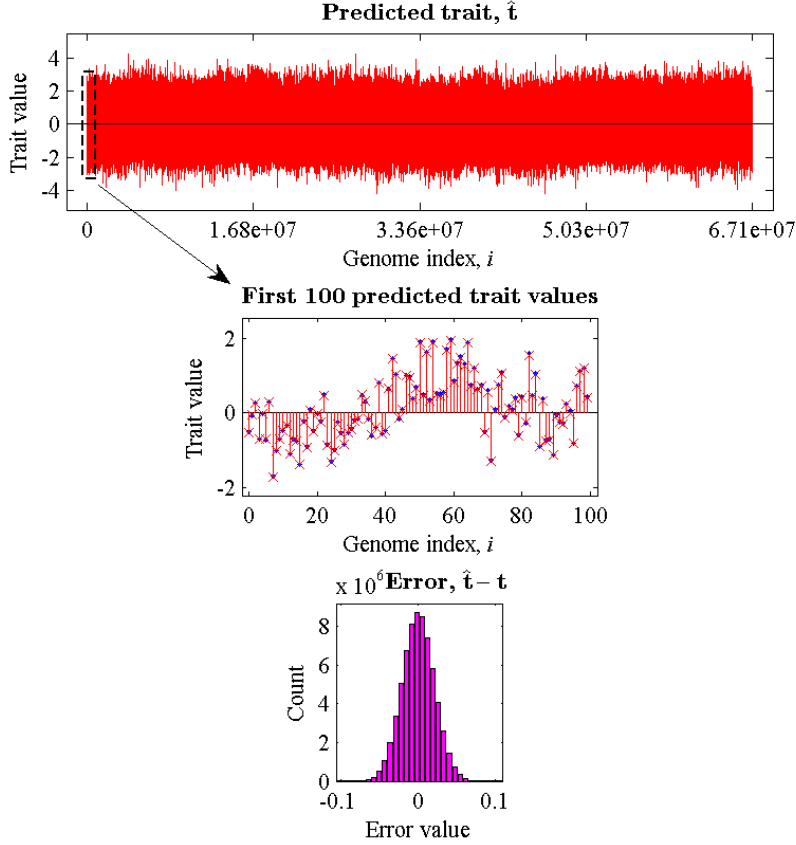 Predicted trait, t̂
Trait value
4
2
0
-2
-4
0 1.68e+07 3.36e+07 5.03e+07 6.71e+07
Genome index, i
First 100 predicted trait values
Trait value
2
0
-2
0 20 40 60 80 100
Genome index, i
x 10⁶ Error, t̂ – t
Count
8
6
4
2
0
-0.1 0 0.1
Error value